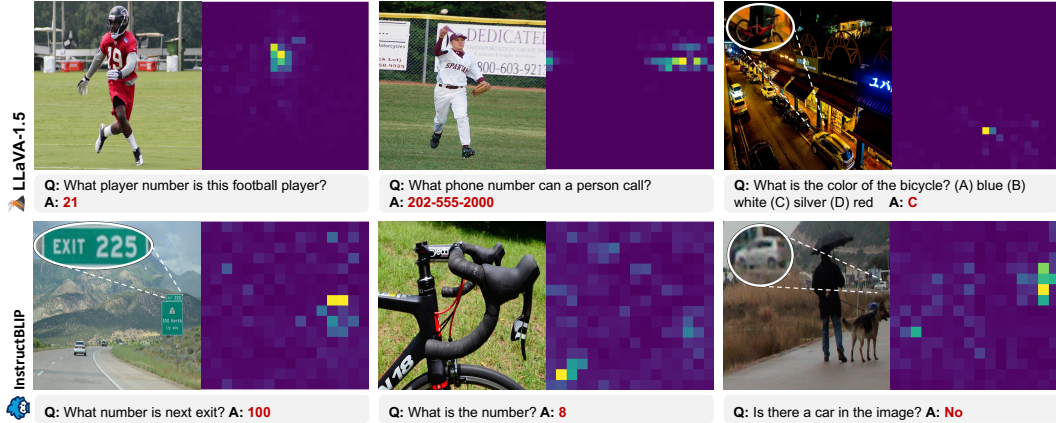 LLaVA-1.5
19
DEDICATED
800-603-921
SPARTANS
ユバ
Q: What player number is this football player?
A: 21
Q: What phone number can a person call?
A: 202-555-2000
Q: What is the color of the bicycle? (A) blue (B)
white (C) silver (D) red A: C
InstructBLIP
EXIT 225
18
Q: What number is next exit? A: 100
Q: What is the number? A: 8
Q: Is there a car in the image? A: No